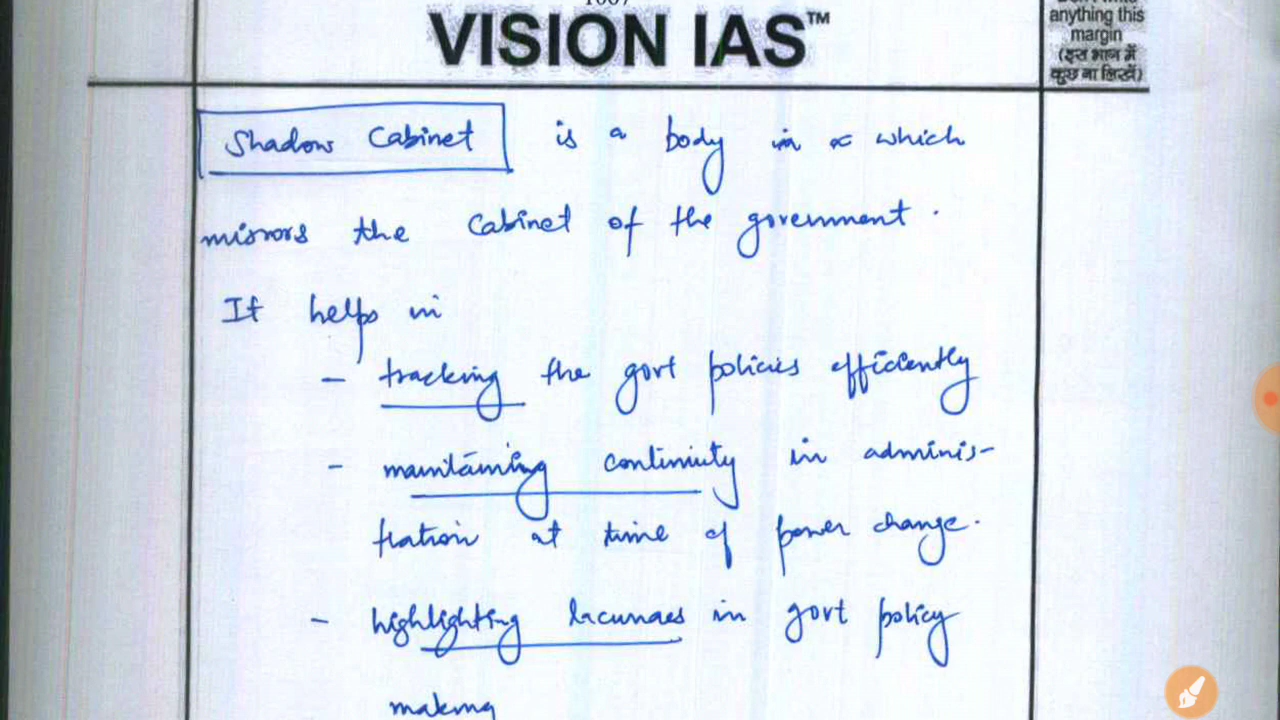 VISION IAS™
anything this
margin
(इस भाग में
कुछ ना लिखें)
Shadow Cabinet is a body in which
mirrors the Cabinet of the government.
It helps in
- tracking the govt policies efficiently
- maintaining continuity in adminis-
tration at time of power change.
- highlighting lacunaes in govt policy
making